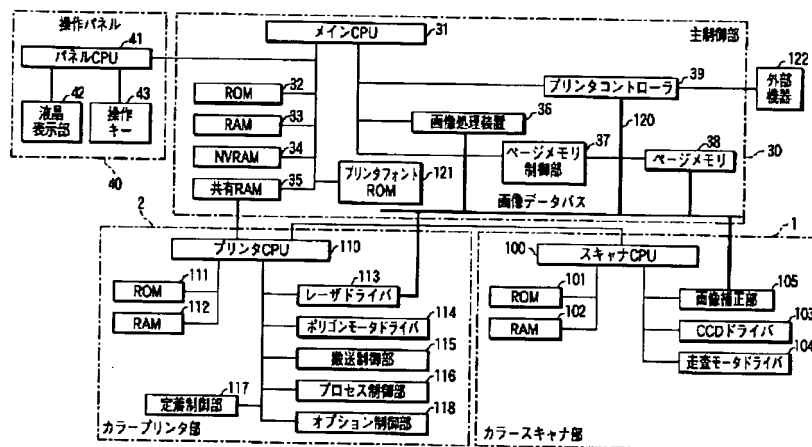 操作パネル
41
パネルCPU
42
43
液晶
表示部
操作
キー
40
主制御部
メインCPU
31
32
ROM
33
RAM
34
NVRAM
35
共有RAM
プリンタフォント
ROM
121
36
画像処理装置
39
プリンタコントローラ
120
37
ページメモリ
制御部
38
ページメモリ
30
122
外部
機器
画像データバス
2
プリンタCPU
110
111
ROM
112
RAM
113
レーザドライバ
114
ポリゴンモータドライバ
115
搬送制御部
116
プロセス制御部
117
定着制御部
118
オプション制御部
カラープリンタ部
1
100
スキャナCPU
101
ROM
102
RAM
105
画像補正部
103
CCDドライバ
104
走査モータドライバ
カラースキャナ部